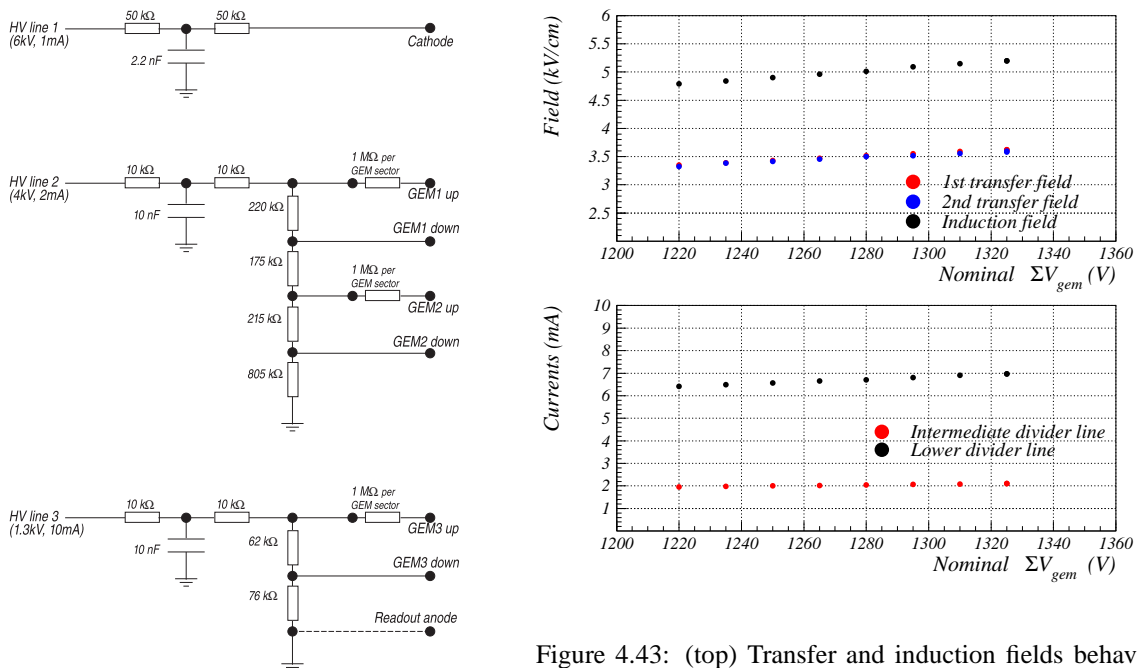 HV line 1
(6kV, 1mA)
50 kΩ
50 kΩ
2.2 nF
Cathode
HV line 2
(4kV, 2mA)
10 kΩ
10 kΩ
10 nF
1 MΩ per
GEM sector
GEM1 up
220 kΩ
GEM1 down
175 kΩ
1 MΩ per
GEM sector
GEM2 up
215 kΩ
GEM2 down
805 kΩ
HV line 3
(1.3kV, 10mA)
10 kΩ
10 kΩ
10 nF
1 MΩ per
GEM sector
GEM3 up
62 kΩ
GEM3 down
76 kΩ
Readout anode
Field (kV/cm)
6
5.5
5
4.5
4
3.5
3
2.5
1st transfer field
2nd transfer field
Induction field
1200 1220 1240 1260 1280 1300 1320 1340 1360
Nominal ΣVgem (V)
Currents (mA)
10
9
8
7
6
5
4
3
2
1
Intermediate divider line
Lower divider line
1200 1220 1240 1260 1280 1300 1320 1340 1360
Nominal ΣVgem (V)
Figure 4.43: (top) Transfer and induction fields behav